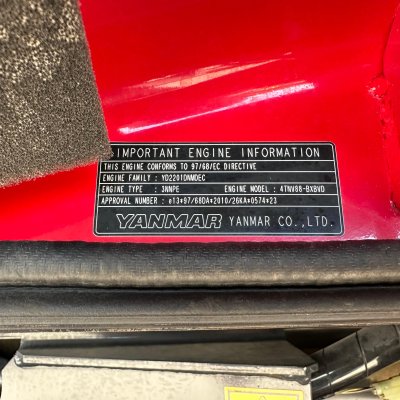 IMPORTANT ENGINE INFORMATION
THIS ENGINE CONFORMS TO 97/68/EC DIRECTIVE
ENGINE FAMILY : YD2201DNMDEC
ENGINE TYPE : 3NNPE ENGINE MODEL : 4TNV88-BXBVD
APPROVAL NUMBER : e13*97/68DA*2010/26KA*0574*23
YANMAR YANMAR CO.,LTD.